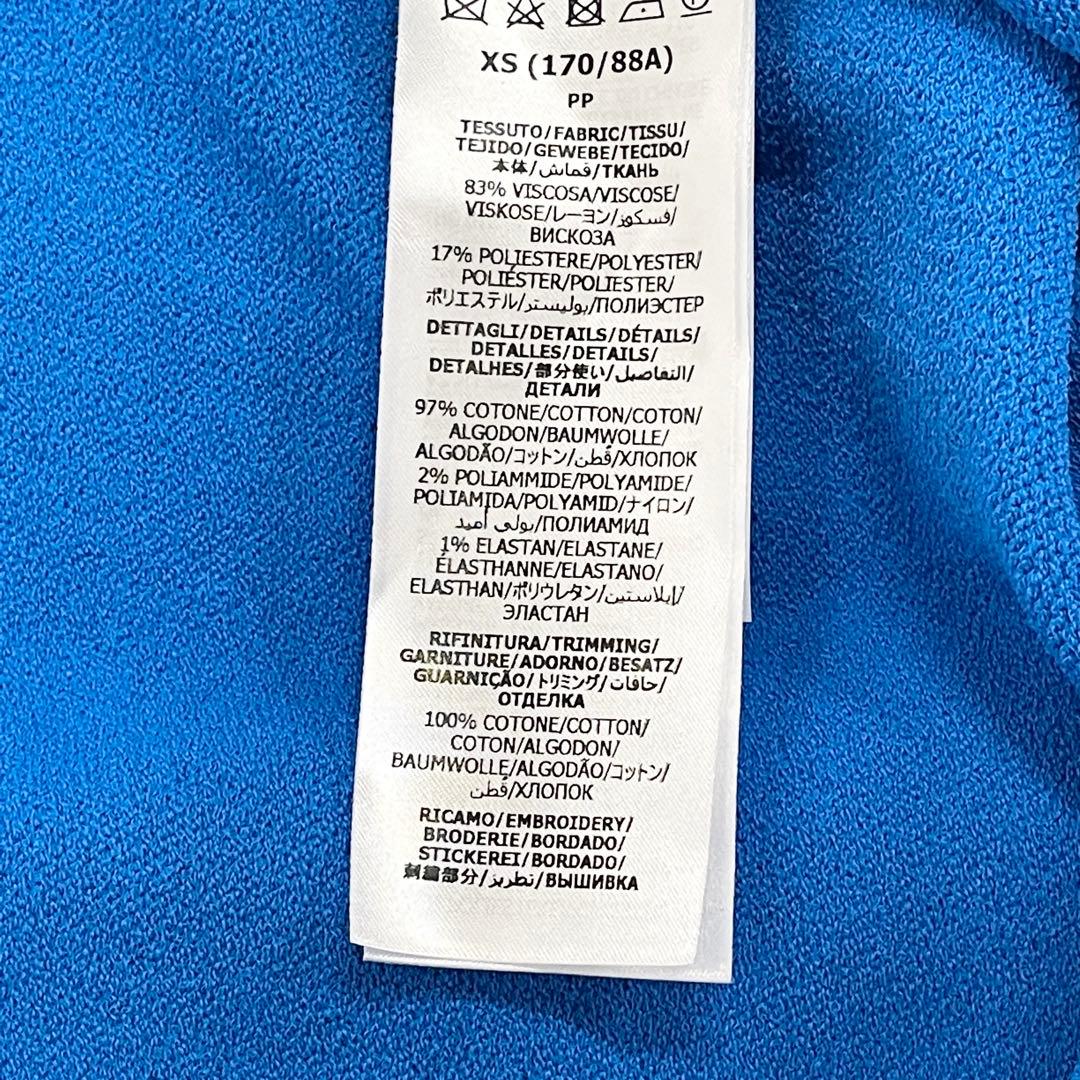 XS (170/88A)
PP
TESSUTO/FABRIC/TISSU/
TEJIDO/GEWEBE/TECIDO/
本体/قماش/ТКАНЬ
83% VISCOSA/VISCOSE/
VISKOSE/レーヨン/فسكوز/
ВИСКОЗА
17% POLIESTERE/POLYESTER/
POLIÉSTER/POLIESTER/
ポリエステル/بوليستر/ПОЛИЭСТЕР
DETTAGLI/DETAILS/DÉTAILS/
DETALLES/DETAILS/
DETALHES/部分使い/التفاصيل/
ДЕТАЛИ
97% COTONE/COTTON/COTON/
ALGODON/BAUMWOLLE/
ALGODÃO/コットン/قُطن/ХЛОПОК
2% POLIAMMIDE/POLYAMIDE/
POLIAMIDA/POLYAMID/ナイロン/
بولي أميد/ПОЛИАМИД
1% ELASTAN/ELASTANE/
ÉLASTHANNE/ELASTANO/
ELASTHAN/ポリウレタン/إيلاستين/
ЭЛАСТАН
RIFINITURA/TRIMMING/
GARNITURE/ADORNO/BESATZ/
GUARNIÇÃO/トリミング/حافات/
ОТДЕЛКА
100% COTONE/COTTON/
COTON/ALGODON/
BAUMWOLLE/ALGODÃO/コットン/
قُطن/ХЛОПОК
RICAMO/EMBROIDERY/
BRODERIE/BORDADO/
STICKEREI/BORDADO/
刺繍部分/تطريز/ВЫШИВКА